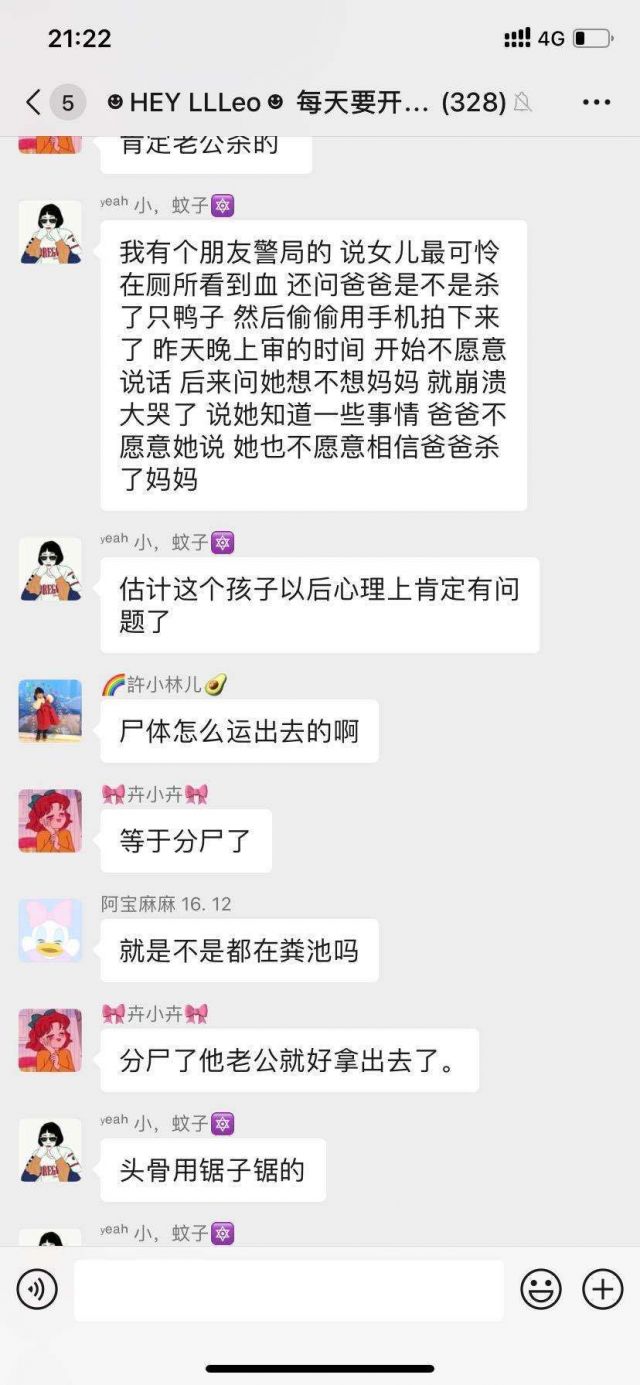 21:22
4G
5
HEY LLLeo 每天要开... (328)
肯定老公杀的
yeah 小，蚊子
我有个朋友警局的 说女儿最可怜
在厕所看到血 还问爸爸是不是杀
了只鸭子 然后偷偷用手机拍下来
了 昨天晚上审的时间 开始不愿意
说话 后来问她想不想妈妈 就崩溃
大哭了 说她知道一些事情 爸爸不
愿意她说 她也不愿意相信爸爸杀
了妈妈
yeah 小，蚊子
估计这个孩子以后心理上肯定有问
题了
🌈許小林儿🥑
尸体怎么运出去的啊
🎀卉小卉🎀
等于分尸了
阿宝麻麻 16. 12
就是不是都在粪池吗
🎀卉小卉🎀
分尸了他老公就好拿出去了。
yeah 小，蚊子
头骨用锯子锯的
yeah 小，蚊子